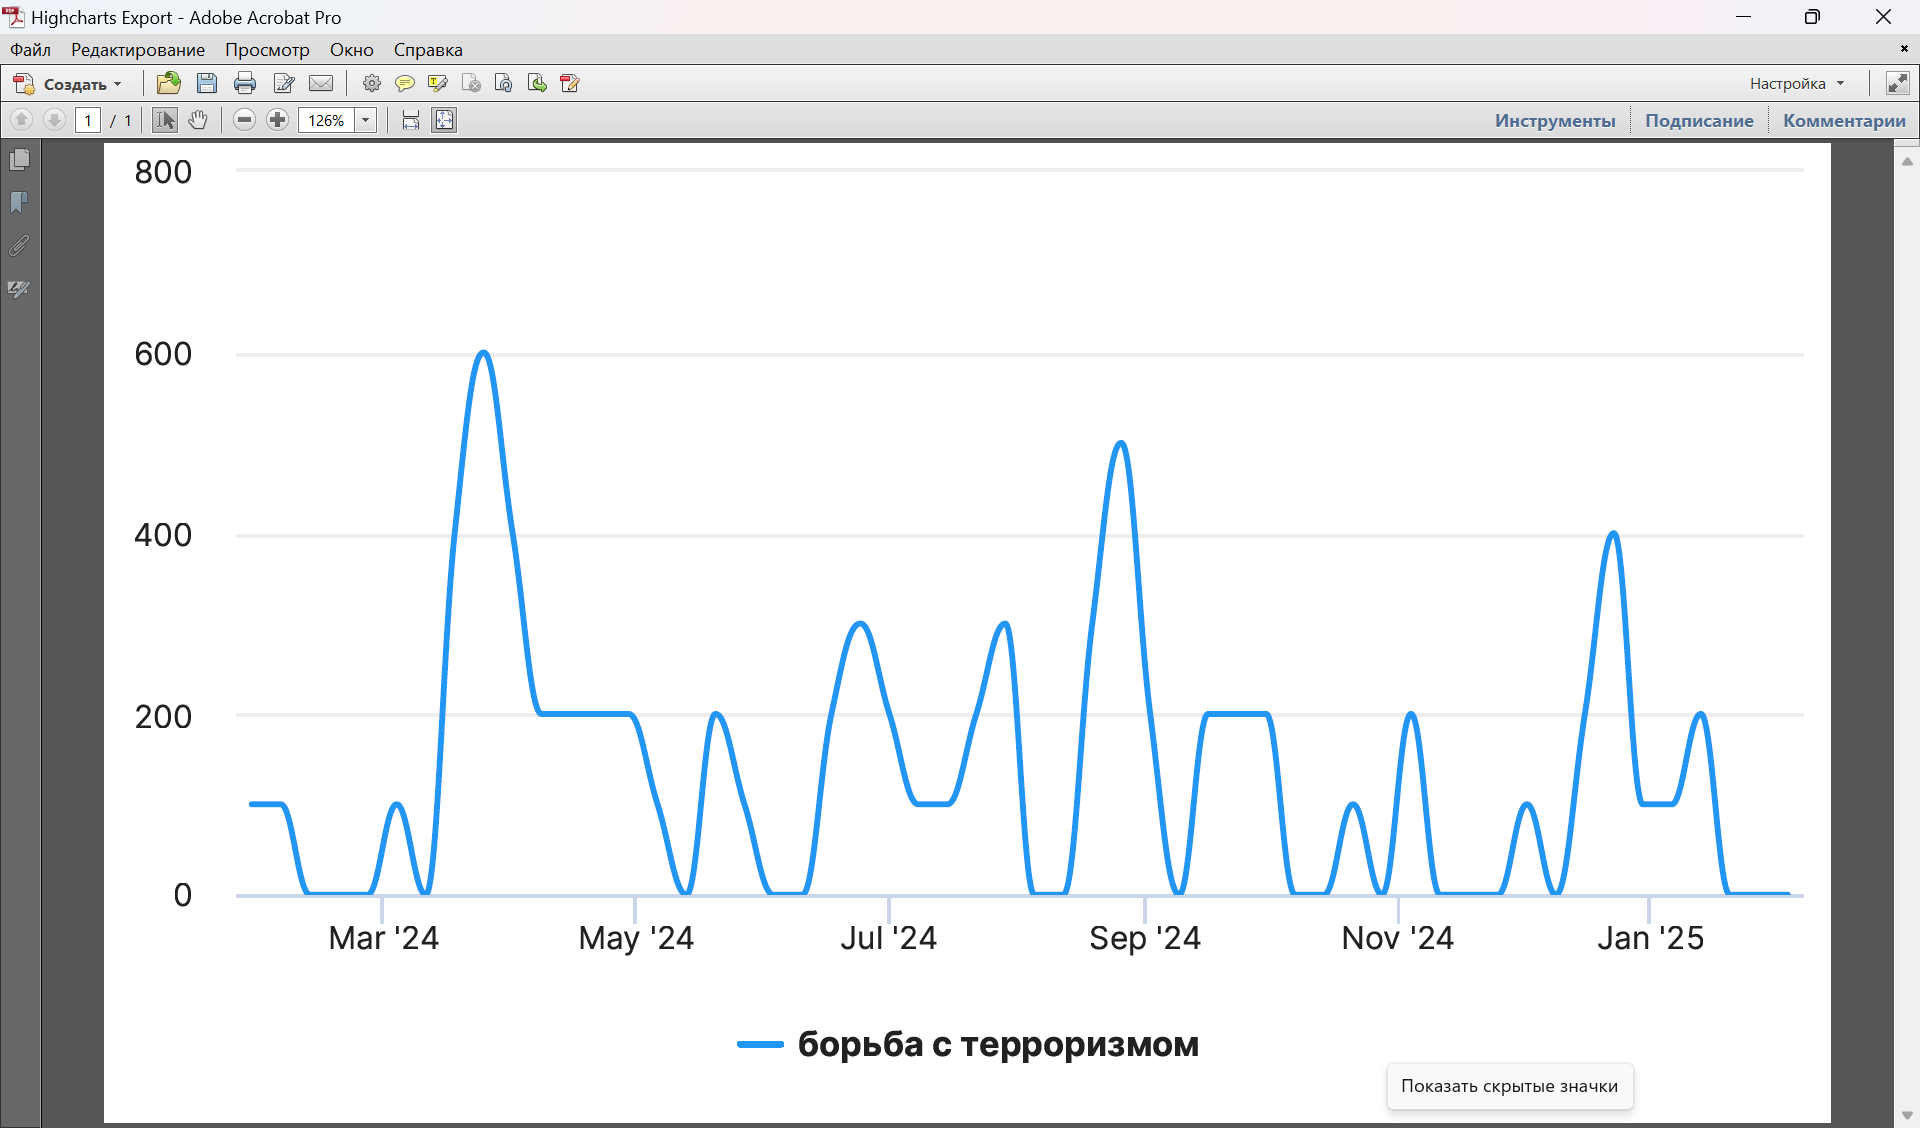 Highcharts Export - Adobe Acrobat Pro
Файл Редактирование Просмотр Окно Справка
Создать Настройка
1 / 1 126% Инструменты Подписание Комментарии
800
600
400
200
0
Mar '24 May '24 Jul '24 Sep '24 Nov '24 Jan '25
борьба с терроризмом
Показать скрытые значки